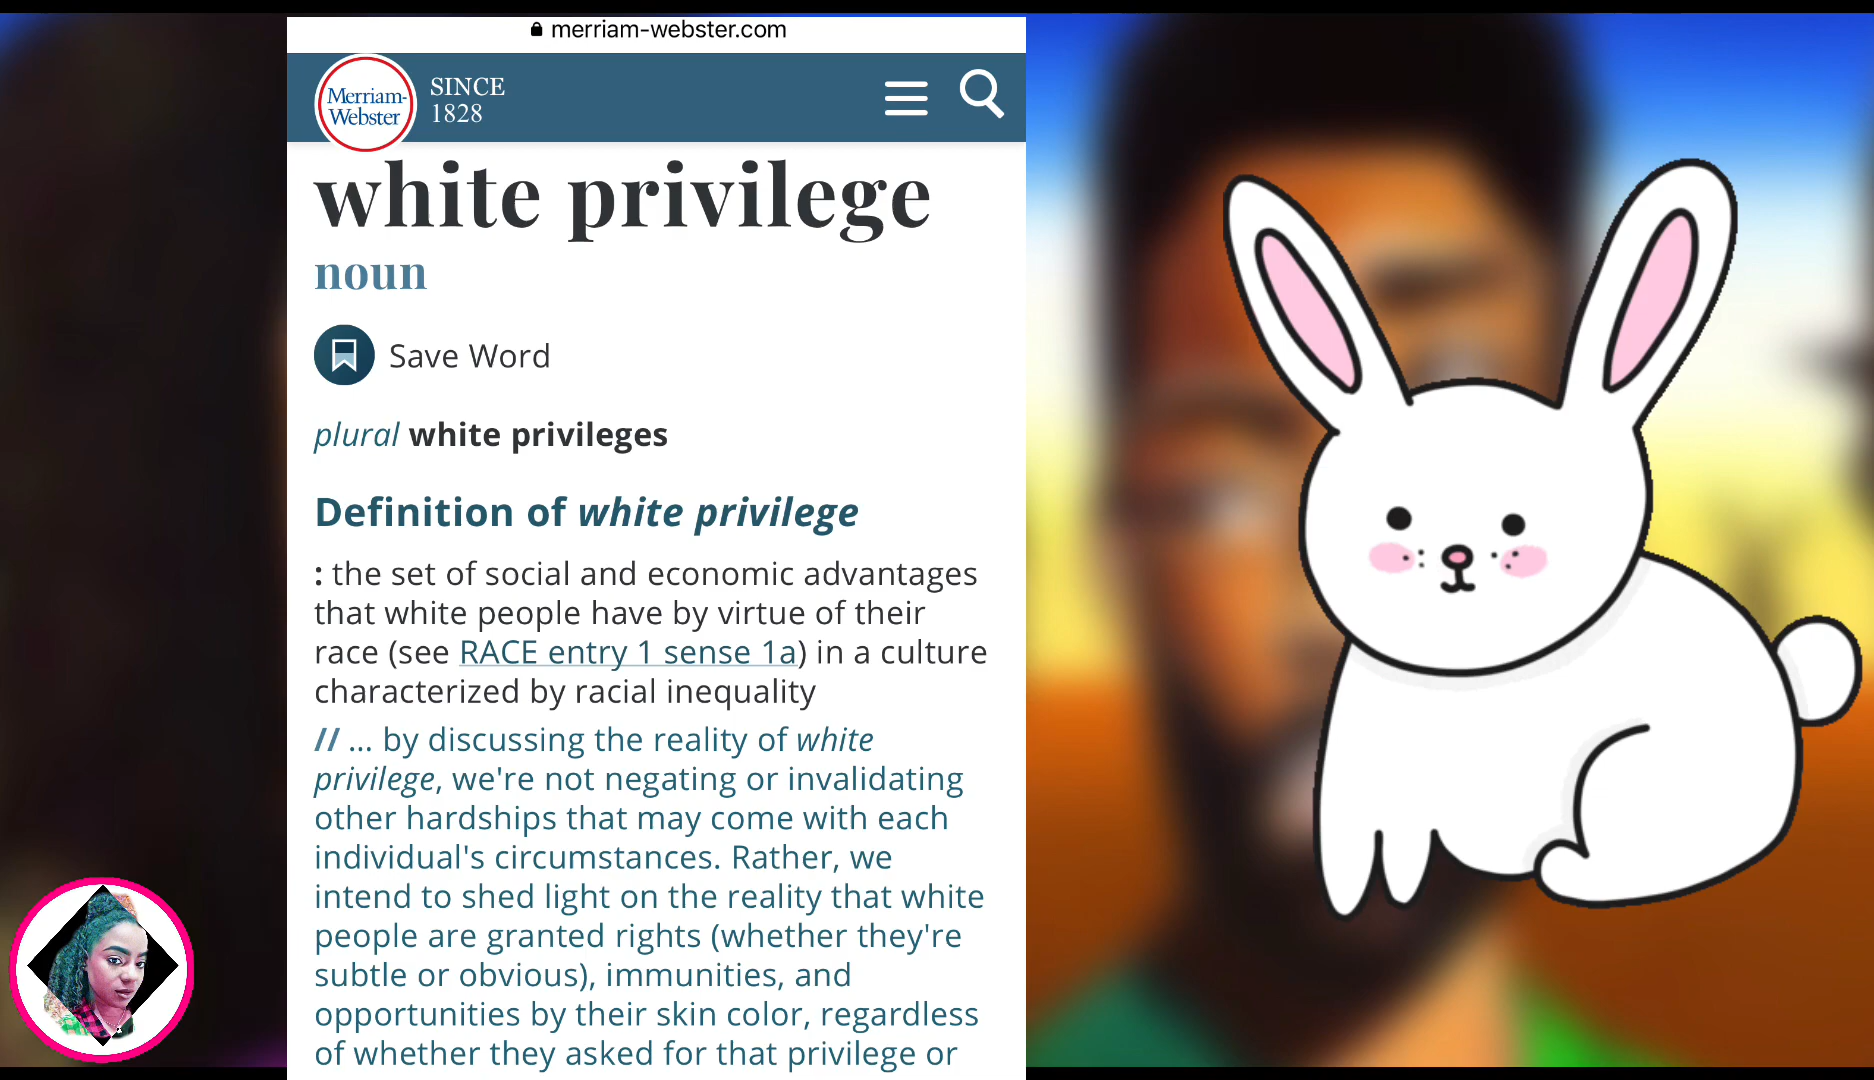 merriam-webster.com
Merriam-
Webster
SINCE
1828
white privilege
noun
Save Word
plural white privileges
Definition of white privilege
: the set of social and economic advantages
that white people have by virtue of their
race (see RACE entry 1 sense 1a) in a culture
characterized by racial inequality
// ... by discussing the reality of white
privilege, we're not negating or invalidating
other hardships that may come with each
individual's circumstances. Rather, we
intend to shed light on the reality that white
people are granted rights (whether they're
subtle or obvious), immunities, and
opportunities by their skin color, regardless
of whether they asked for that privilege or